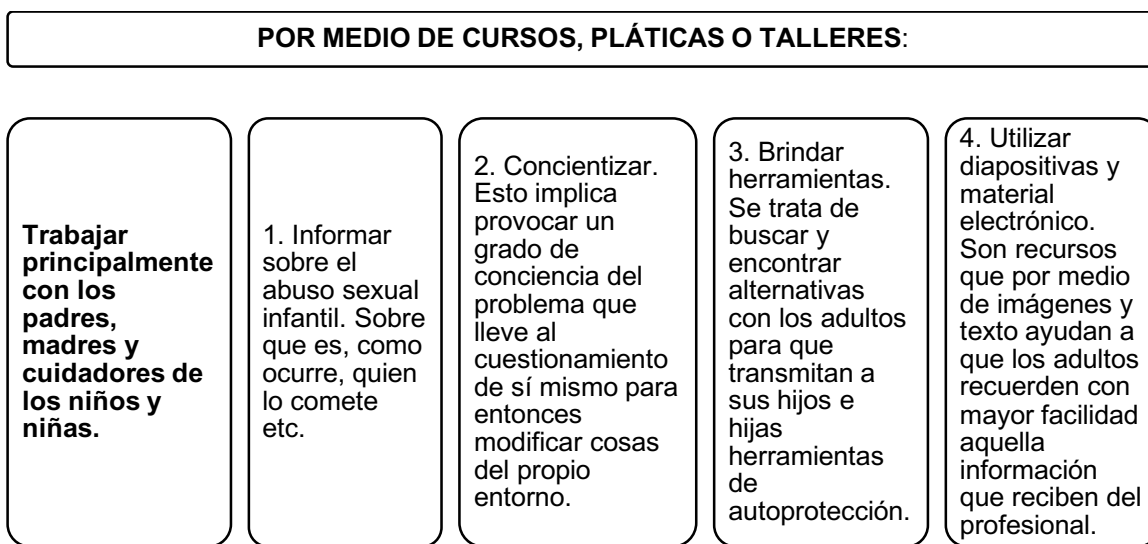 POR MEDIO DE CURSOS, PLÁTICAS O TALLERES:
Trabajar
principalmente
con los
padres,
madres y
cuidadores de
los niños y
niñas.
1. Informar
sobre el
abuso sexual
infantil. Sobre
que es, como
ocurre, quien
lo comete
etc.
2. Concientizar.
Esto implica
provocar un
grado de
conciencia del
problema que
lleve al
cuestionamiento
de sí mismo para
entonces
modificar cosas
del propio
entorno.
3. Brindar
herramientas.
Se trata de
buscar y
encontrar
alternativas
con los adultos
para que
transmitan a
sus hijos e
hijas
herramientas
de
autoprotección.
4. Utilizar
diapositivas y
material
electrónico.
Son recursos
que por medio
de imágenes y
texto ayudan a
que los adultos
recuerden con
mayor facilidad
aquella
información
que reciben del
profesional.